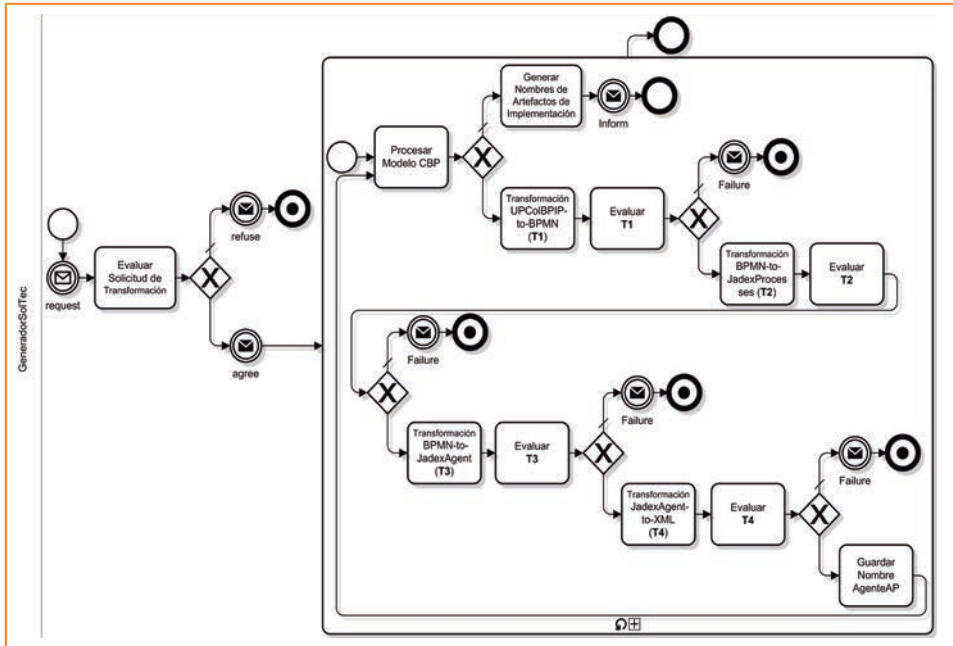 GeneradorSolTec
request
Evaluar
Solicitud de
Transformación
refuse
agree
Procesar
Modelo CBP
Generar
Nombres de
Artefactos de
Implementación
Inform
Transformación
UPColBPIP-
to-BPMN
(T1)
Evaluar
T1
Failure
Transformación
BPMN-to-
JadexProce
sses (T2)
Evaluar
T2
Failure
Transformación
BPMN-to-
JadexAgent
(T3)
Evaluar
T3
Failure
Transformación
JadexAgent-
to-XML
(T4)
Evaluar
T4
Failure
Guardar
Nombre
AgenteAP